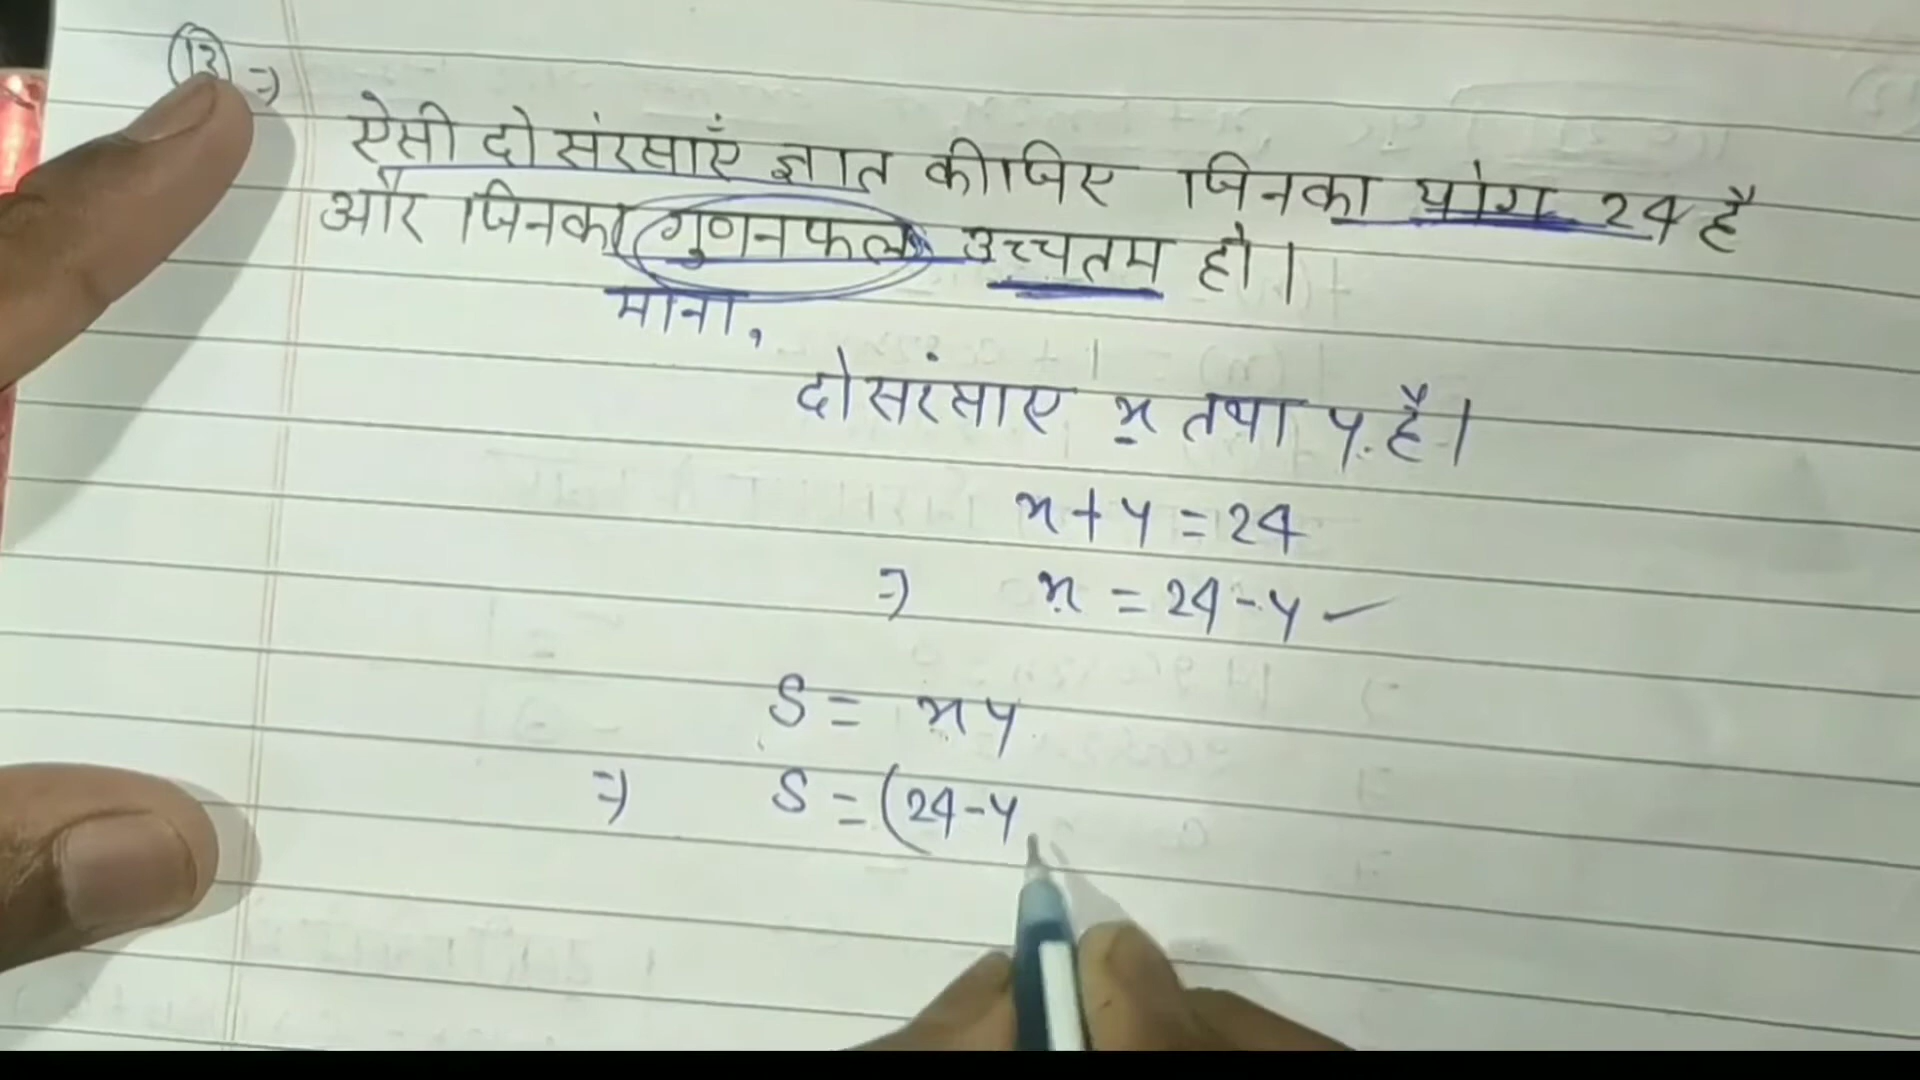 13 ⇒
ऐसी दो संख्याएँ ज्ञात कीजिए जिनका योग 24 है
और जिनका गुणनफल उच्चतम हो।
माना,
दो संख्याए x तथा y है।
x + y = 24
⇒ x = 24 - y
S = xy
⇒ S = (24 - y